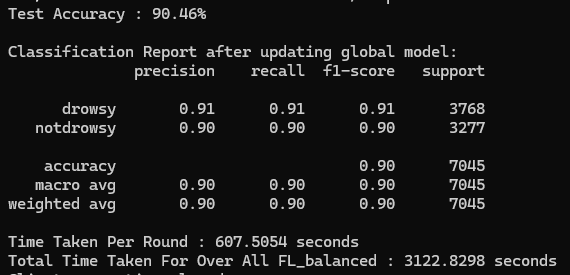 Test Accuracy : 90.46%
Classification Report after updating global model:
precision recall f1-score support
drowsy 0.91 0.91 0.91 3768
notdrowsy 0.90 0.90 0.90 3277
accuracy 0.90 7045
macro avg 0.90 0.90 0.90 7045
weighted avg 0.90 0.90 0.90 7045
Time Taken Per Round : 607.5054 seconds
Total Time Taken For Over All FL_balanced : 3122.8298 seconds